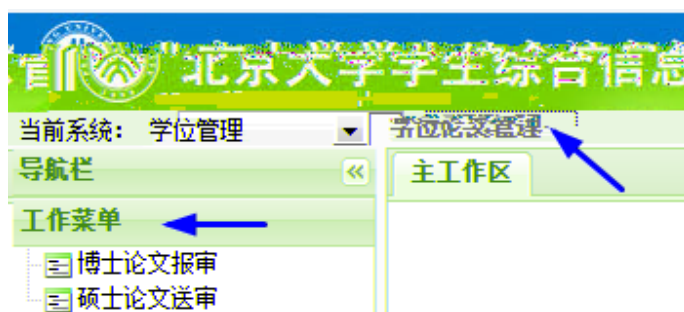 北京大学学生综合信息
当前系统： 学位管理 学位论文管理
导航栏 主工作区
工作菜单
博士论文报审
硕士论文送审